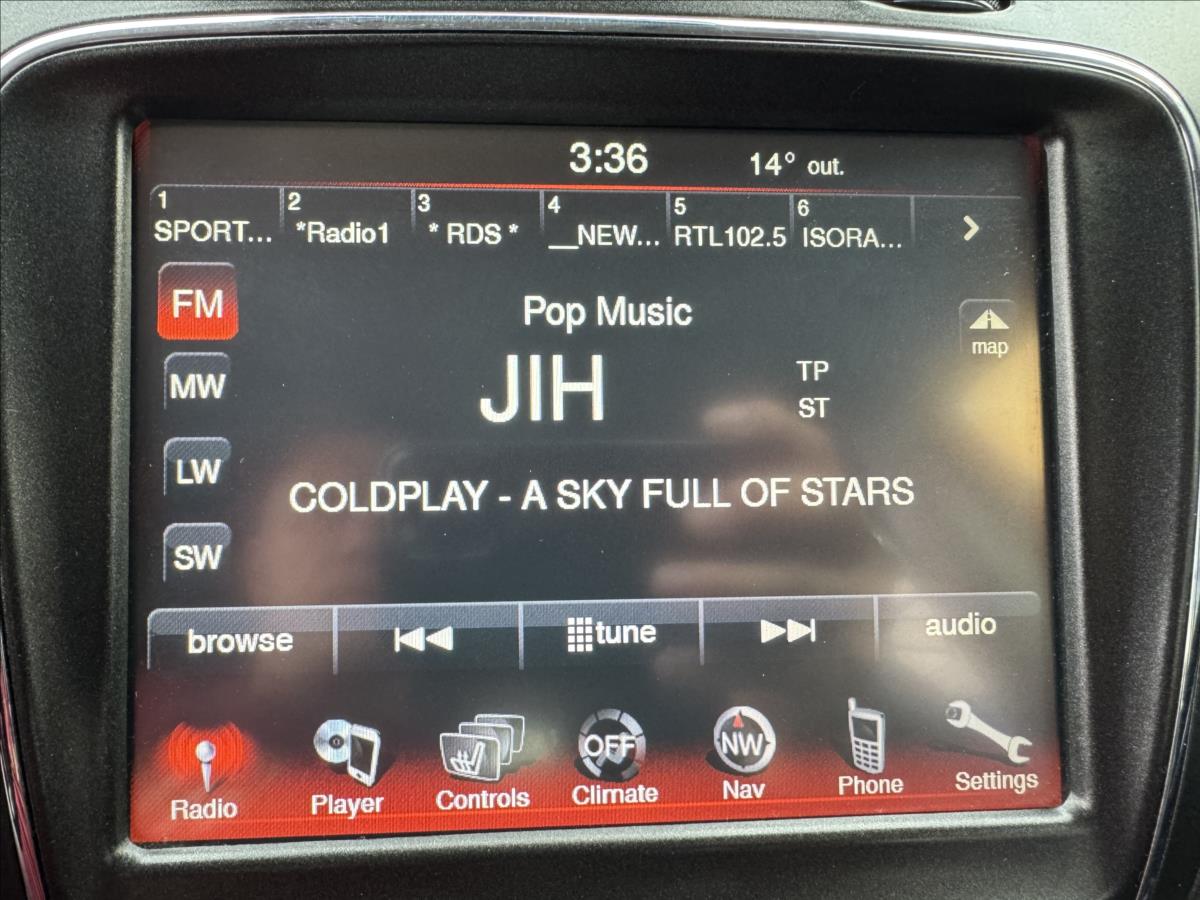 3:36 14° out.
1 2 3 4 5 6
SPORT... *Radio1 * RDS * __NEW... RTL102.5 ISORA...
FM
Pop Music
map
MW
JIH
TP
ST
LW
COLDPLAY - A SKY FULL OF STARS
SW
browse tune audio
OFF NW
Radio Player Controls Climate Nav Phone Settings